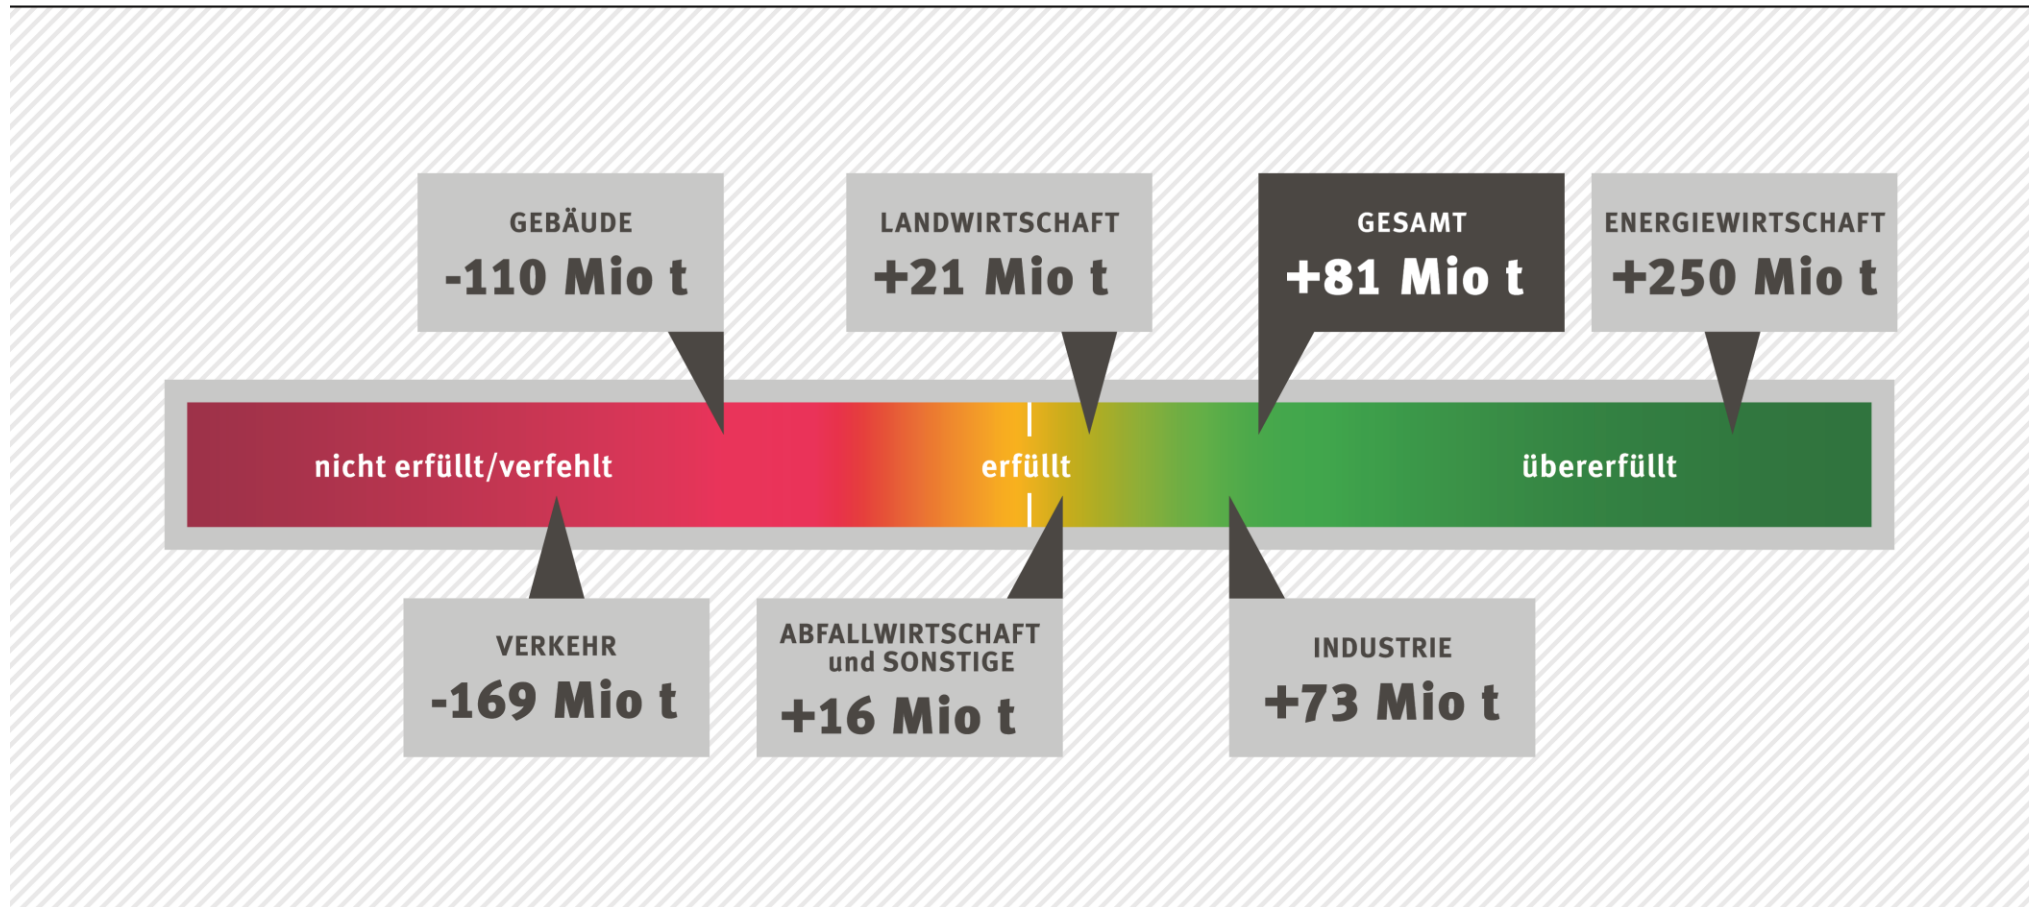 GEBÄUDE
-110 Mio t
LANDWIRTSCHAFT
+21 Mio t
GESAMT
+81 Mio t
ENERGIEWIRTSCHAFT
+250 Mio t
nicht erfüllt/verfehlt
erfüllt
übererfüllt
VERKEHR
-169 Mio t
ABFALLWIRTSCHAFT
und SONSTIGE
+16 Mio t
INDUSTRIE
+73 Mio t